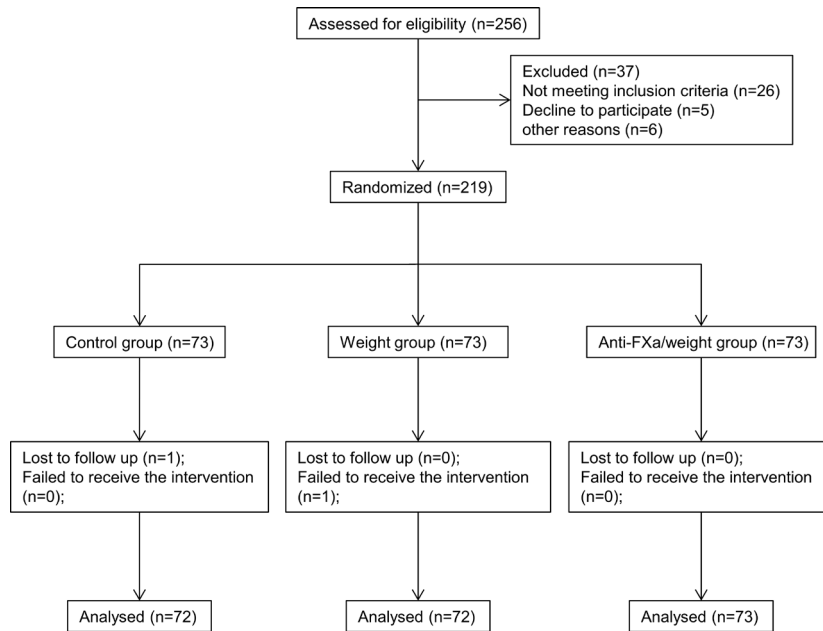 Assessed for eligibility (n=256)
Excluded (n=37)
Not meeting inclusion criteria (n=26)
Decline to participate (n=5)
other reasons (n=6)
Randomized (n=219)
Control group (n=73)
Weight group (n=73)
Anti-FXa/weight group (n=73)
Lost to follow up (n=1);
Failed to receive the intervention
(n=0);
Lost to follow up (n=0);
Failed to receive the intervention
(n=1);
Lost to follow up (n=0);
Failed to receive the intervention
(n=0);
Analysed (n=72)
Analysed (n=72)
Analysed (n=73)